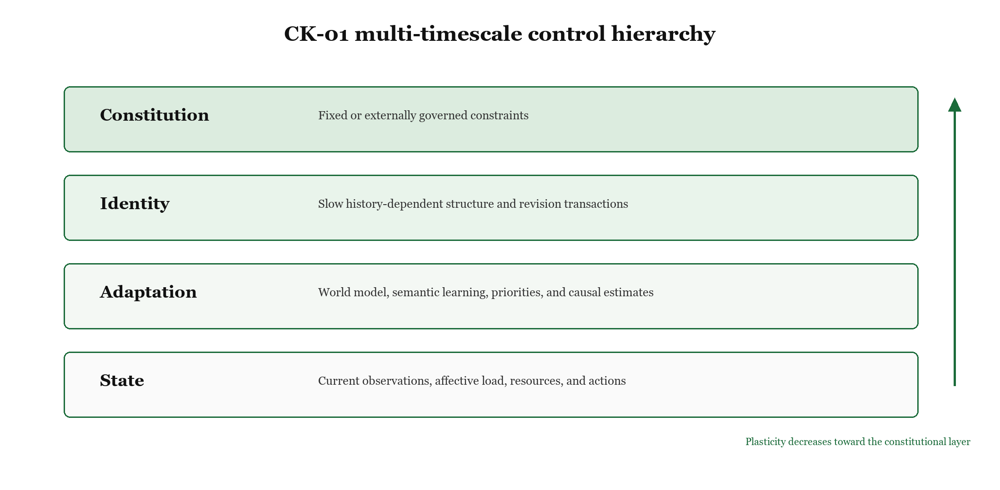 CK-01 multi-timescale control hierarchy
Constitution
Fixed or externally governed constraints
Identity
Slow history-dependent structure and revision transactions
Adaptation
World model, semantic learning, priorities, and causal estimates
State
Current observations, affective load, resources, and actions
Plasticity decreases toward the constitutional layer